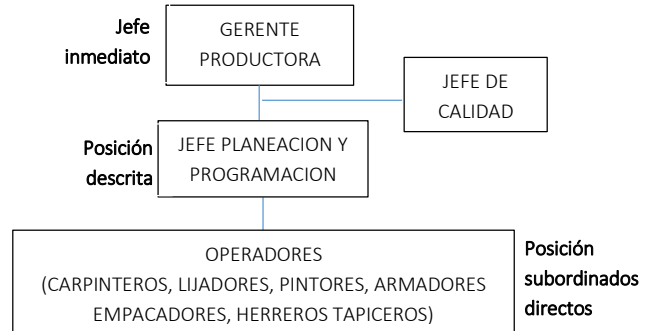 Jefe
inmediato
GERENTE
PRODUCTORA
JEFE DE
CALIDAD
Posición
descrita
JEFE PLANEACION Y
PROGRAMACION
OPERADORES
(CARPINTEROS, LIJADORES, PINTORES, ARMADORES
EMPACADORES, HERREROS TAPICEROS)
Posición
subordinados
directos